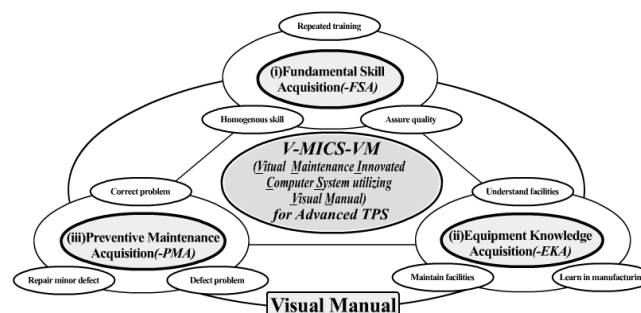 Repeated training
(i)Fundamental Skill
Acquisition(-FSA)
Homogenous skill
Assure quality
V-MICS-VM
(Vitual Maintenance Innovated
Computer System utilizing
Visual Manual)
for Advanced TPS
Correct problem
Understand facilities
(iii)Preventive Maintenance
Acquisition(-PMA)
(ii)Equipment Knowledge
Acquisition(-EKA)
Repair minor defect
Defect problem
Maintain facilities
Learn in manufacturing
Visual Manual